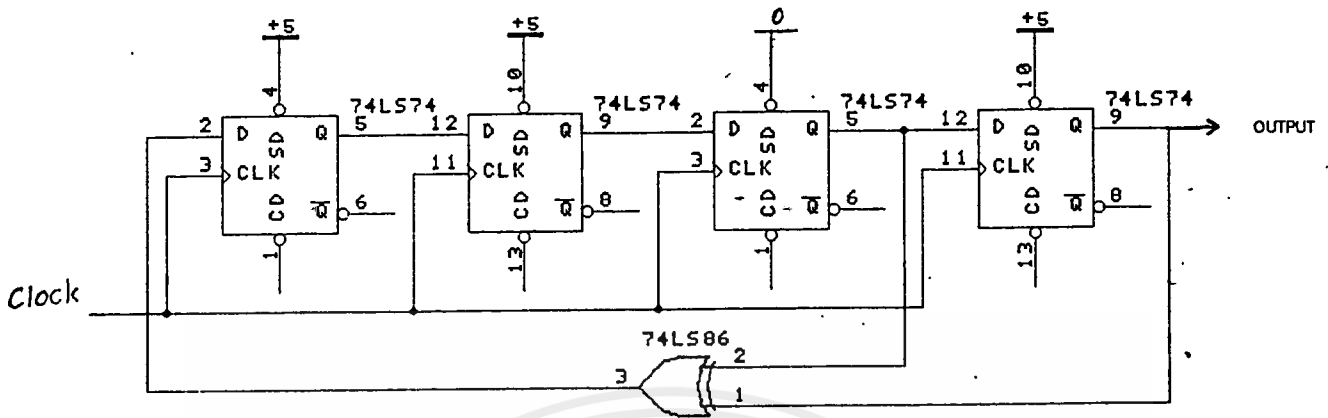 +5 +5 0 +5
4 10 4 10
74LS74 74LS74 74LS74 74LS74
2 D SD Q 5 12 D SD Q 9 2 D SD Q 5 12 D SD Q 9 OUTPUT
3 CLK 11 CLK 3 CLK 11 CLK
CD Q̅ 6 CD Q̅ 8 CD Q̅ 6 CD Q̅ 8
1 13 1 13
Clock
74LS86
3 2
1